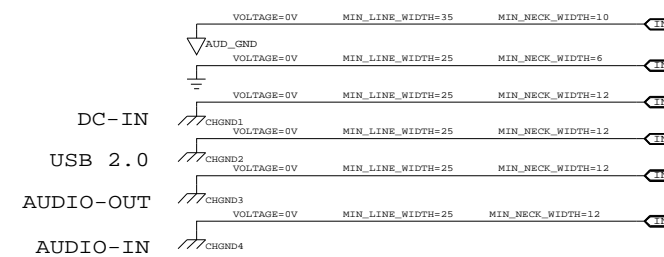 VOLTAGE=0V MIN_LINE_WIDTH=35 MIN_NECK_WIDTH=10
AUD_GND
VOLTAGE=0V MIN_LINE_WIDTH=25 MIN_NECK_WIDTH=6
VOLTAGE=0V MIN_LINE_WIDTH=25 MIN_NECK_WIDTH=12
DC-IN CHGND1
VOLTAGE=0V MIN_LINE_WIDTH=25 MIN_NECK_WIDTH=12
USB 2.0 CHGND2
VOLTAGE=0V MIN_LINE_WIDTH=25 MIN_NECK_WIDTH=12
AUDIO-OUT CHGND3
VOLTAGE=0V MIN_LINE_WIDTH=25 MIN_NECK_WIDTH=12
AUDIO-IN CHGND4